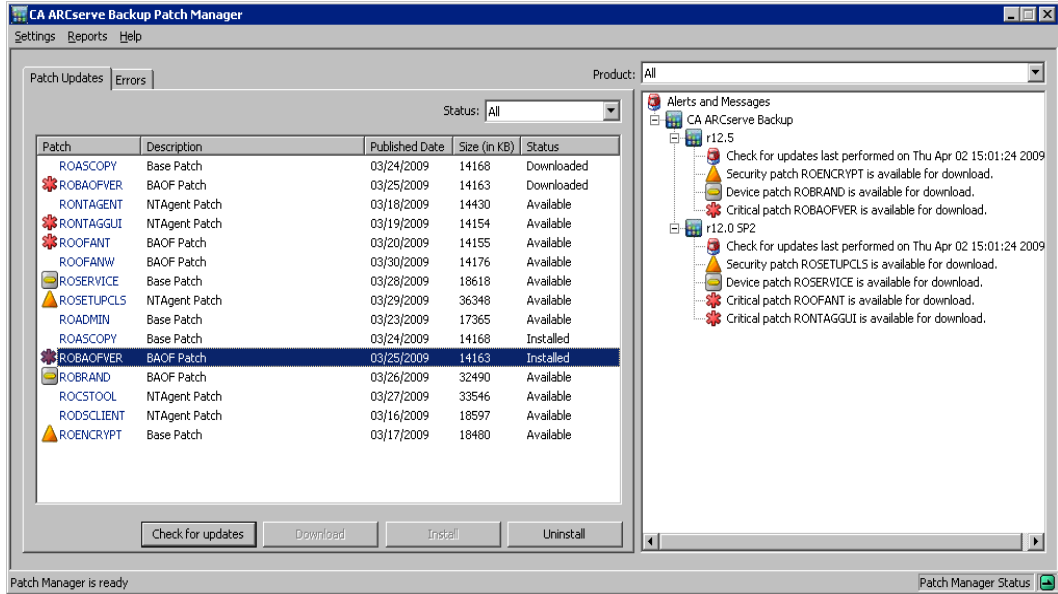 CA ARCserve Backup Patch Manager
Settings Reports Help
Patch Updates Errors
Product: All
Status: All
Patch Description Published Date Size (in KB) Status
ROASCOPY Base Patch 03/24/2009 14168 Downloaded
ROBAOFVER BAOF Patch 03/25/2009 14163 Downloaded
RONTAGENT NTAgent Patch 03/18/2009 14430 Available
RONTAGGUI NTAgent Patch 03/19/2009 14154 Available
ROOFANT BAOF Patch 03/20/2009 14155 Available
ROOFANW BAOF Patch 03/30/2009 14176 Available
ROSERVICE Base Patch 03/28/2009 18618 Available
ROSETUPCLS NTAgent Patch 03/29/2009 36348 Available
ROADMIN Base Patch 03/23/2009 17365 Available
ROASCOPY Base Patch 03/24/2009 14168 Installed
ROBAOFVER BAOF Patch 03/25/2009 14163 Installed
ROBRAND BAOF Patch 03/26/2009 32490 Available
ROCSTOOL NTAgent Patch 03/27/2009 33546 Available
RODSCLIENT NTAgent Patch 03/16/2009 18597 Available
ROENCRYPT Base Patch 03/17/2009 18480 Available
Check for updates Download Install Uninstall
Alerts and Messages
CA ARCserve Backup
r12.5
Check for updates last performed on Thu Apr 02 15:01:24 2009
Security patch ROENCRYPT is available for download.
Device patch ROBRAND is available for download.
Critical patch ROBAOFVER is available for download.
r12.0 SP2
Check for updates last performed on Thu Apr 02 15:01:24 2009
Security patch ROSETUPCLS is available for download.
Device patch ROSERVICE is available for download.
Critical patch ROOFANT is available for download.
Critical patch RONTAGGUI is available for download.
Patch Manager is ready
Patch Manager Status